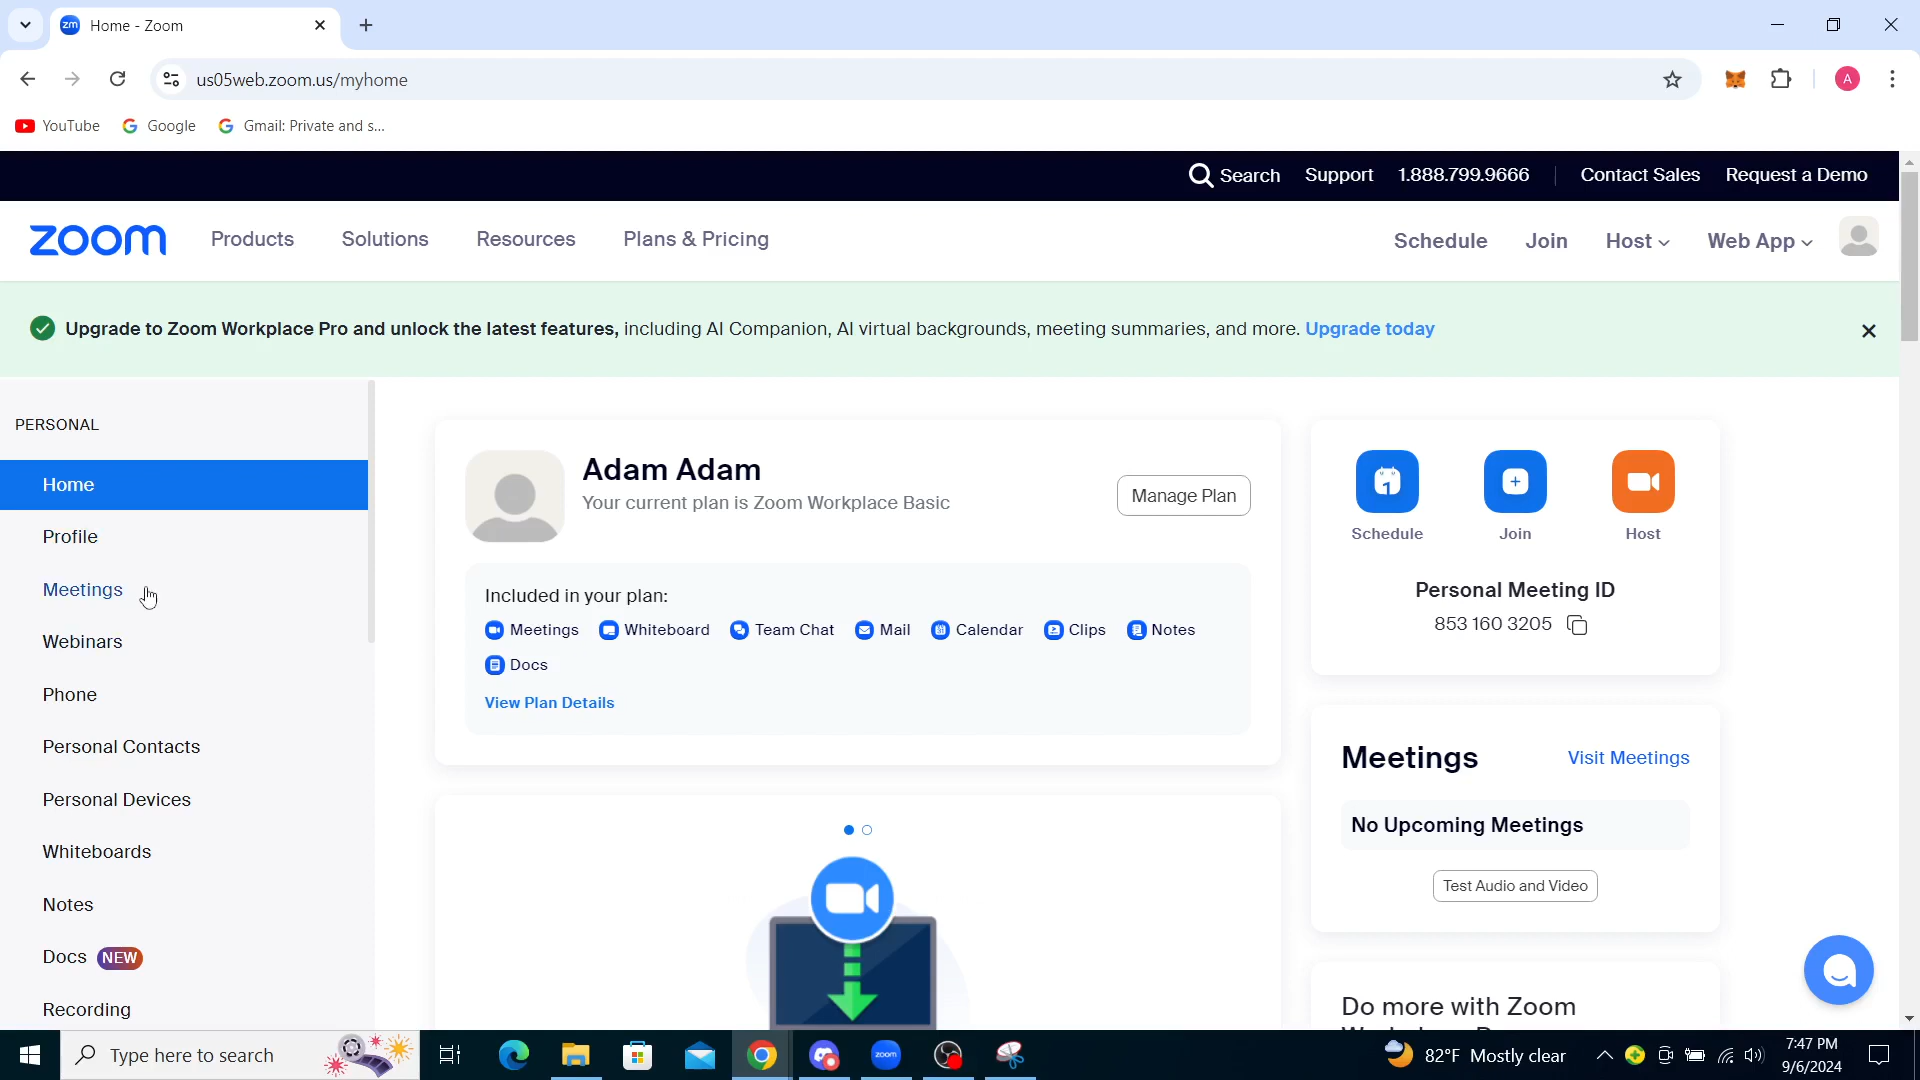 zm Home - Zoom
us05web.zoom.us/myhome
A
YouTube Google Gmail: Private and s...
Search Support 1.888.799.9666 Contact Sales Request a Demo
zoom Products Solutions Resources Plans & Pricing Schedule Join Host Web App
Upgrade to Zoom Workplace Pro and unlock the latest features, including AI Companion, AI virtual backgrounds, meeting summaries, and more. Upgrade today
PERSONAL
Home
Profile
Meetings
Webinars
Phone
Personal Contacts
Personal Devices
Whiteboards
Notes
Docs NEW
Recording
Adam Adam
Your current plan is Zoom Workplace Basic
Manage Plan
Included in your plan:
Meetings Whiteboard Team Chat Mail Calendar Clips Notes
Docs
View Plan Details
1
Schedule Join Host
Personal Meeting ID
853 160 3205
Meetings Visit Meetings
No Upcoming Meetings
Test Audio and Video
Do more with Zoom
Type here to search
zoom
82°F Mostly clear
7:47 PM
9/6/2024